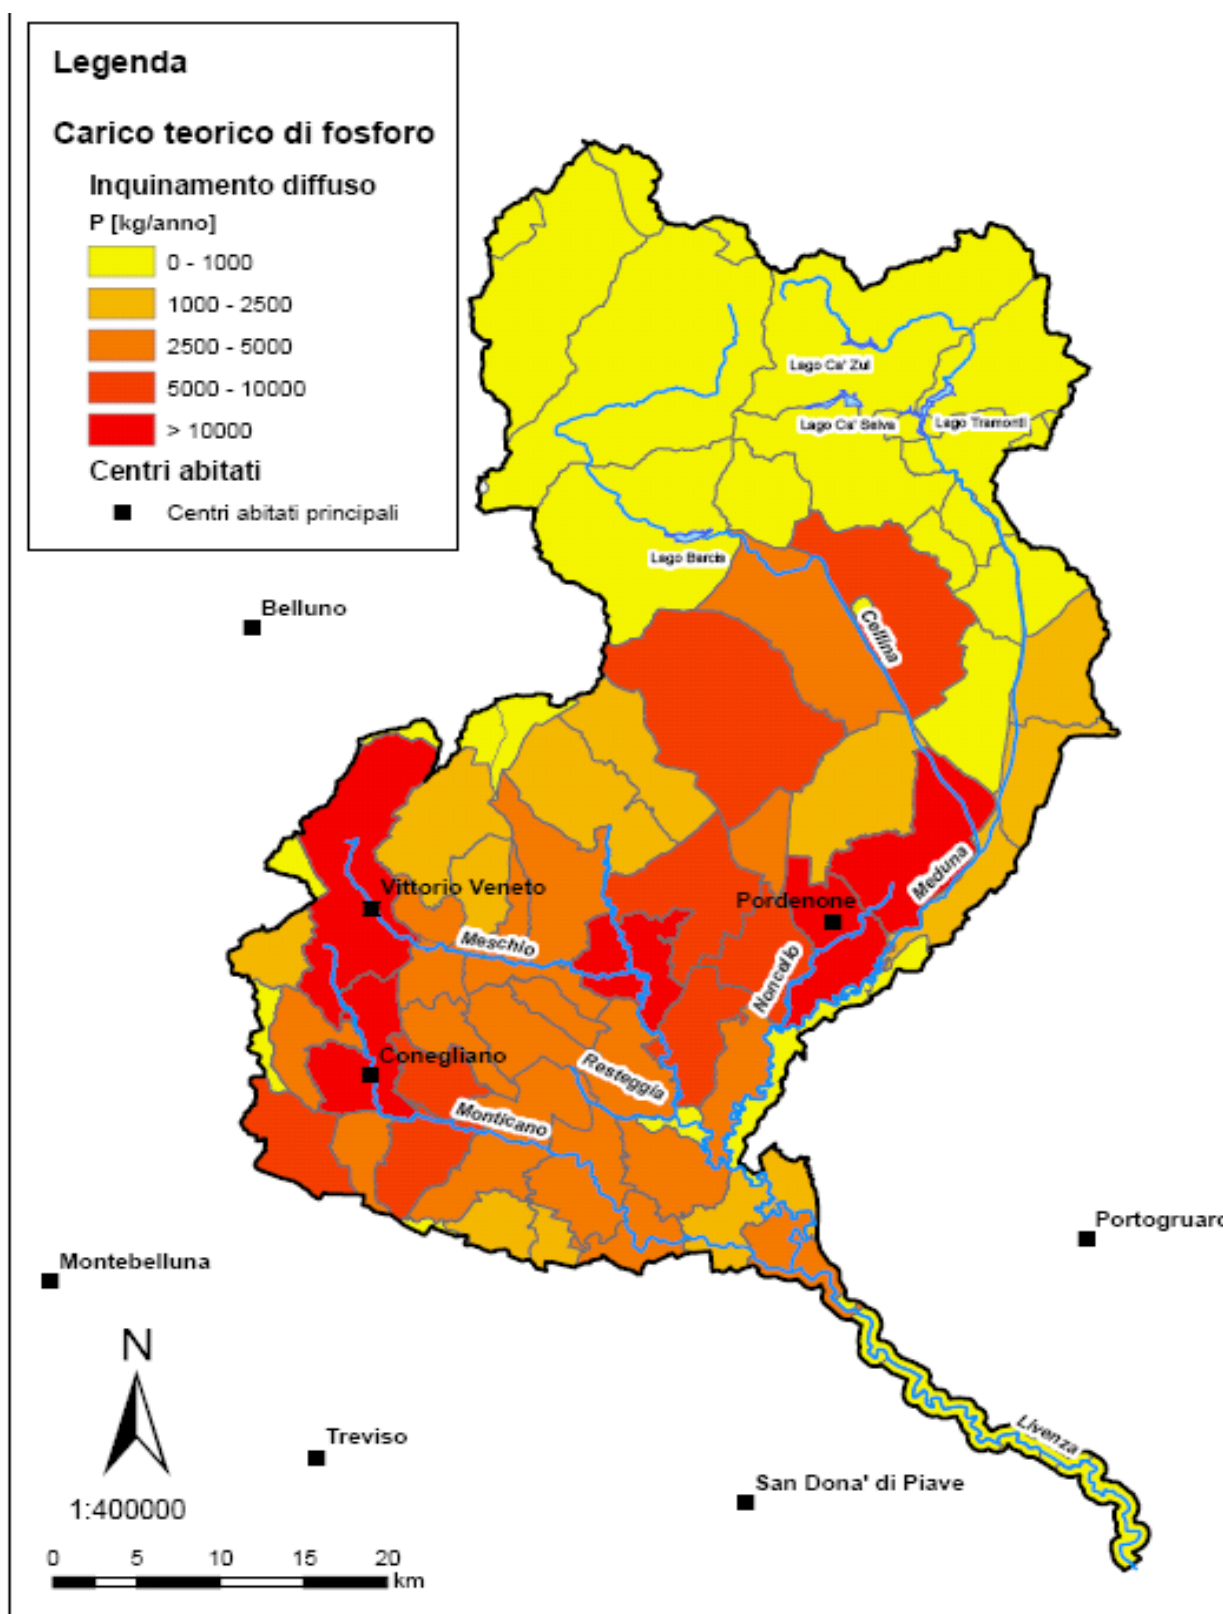 Legenda
Carico teorico di fosforo
Inquinamento diffuso
P [kg/anno]
0 - 1000
1000 - 2500
2500 - 5000
5000 - 10000
> 10000
Centri abitati
Centri abitati principali
Lago Ca' Zul
Lago Ca' Selva
Lago Tramonti
Lago Barcis
Belluno
Cellina
Meduna
Vittorio Veneto
Pordenone
Meschio
Noncello
Conegliano
Resteggia
Monticano
Portogruaro
Montebelluna
N
Livenza
Treviso
San Dona' di Piave
1:400000
0 5 10 15 20
km